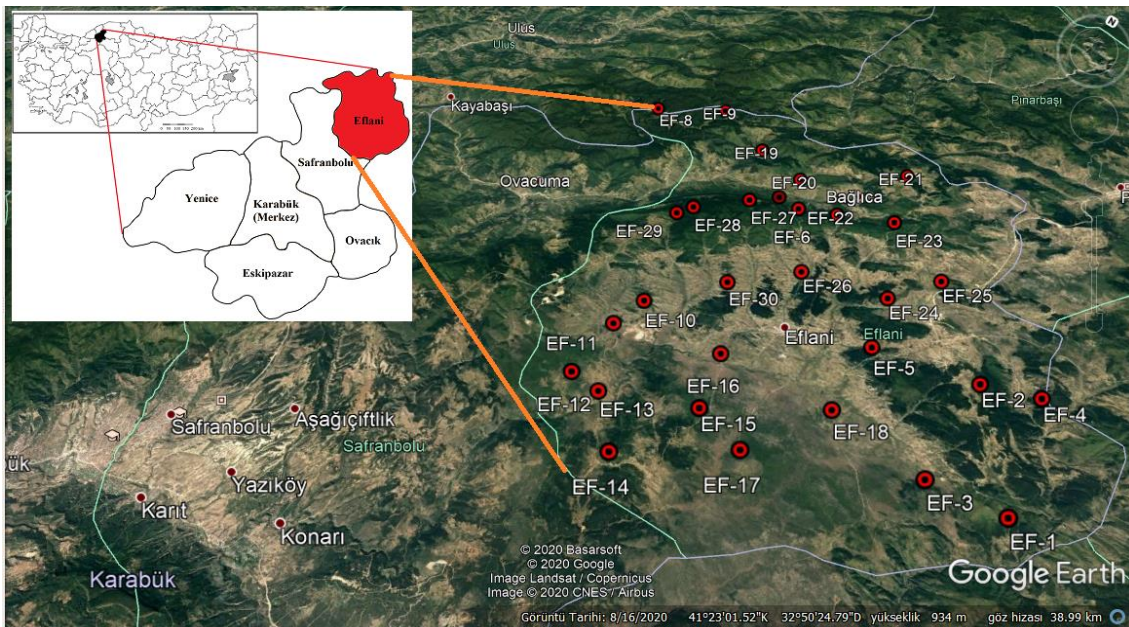 Ulus
Ulus
N
Eflani
Kayabaşı
EF-8
EF-9
Pınarbaşı
Safranbolu
EF-19
Ovacuma
EF-20
EF-21
Yenice
Karabük
(Merkez)
Bağlıca
EF-29
EF-28
EF-27
EF-22
EF-23
EF-6
Ovacık
Eskipazar
EF-26
EF-30
EF-25
EF-24
EF-10
Eflani
Eflani
EF-11
EF-5
EF-16
EF-12
EF-13
EF-2
EF-4
Safranbolu
Aşağıçiftlik
Safranbolu
EF-15
EF-18
ük
Yazıköy
EF-14
EF-17
Karıt
EF-3
Konarı
EF-1
Karabük
© 2020 Basarsoft
© 2020 Google
Image Landsat / Copernicus
Image © 2020 CNES / Airbus
Google Earth
Görüntü Tarihi: 8/16/2020 41°23'01.52"K 32°50'24.79"D yükseklik 934 m göz hizası 38.99 km